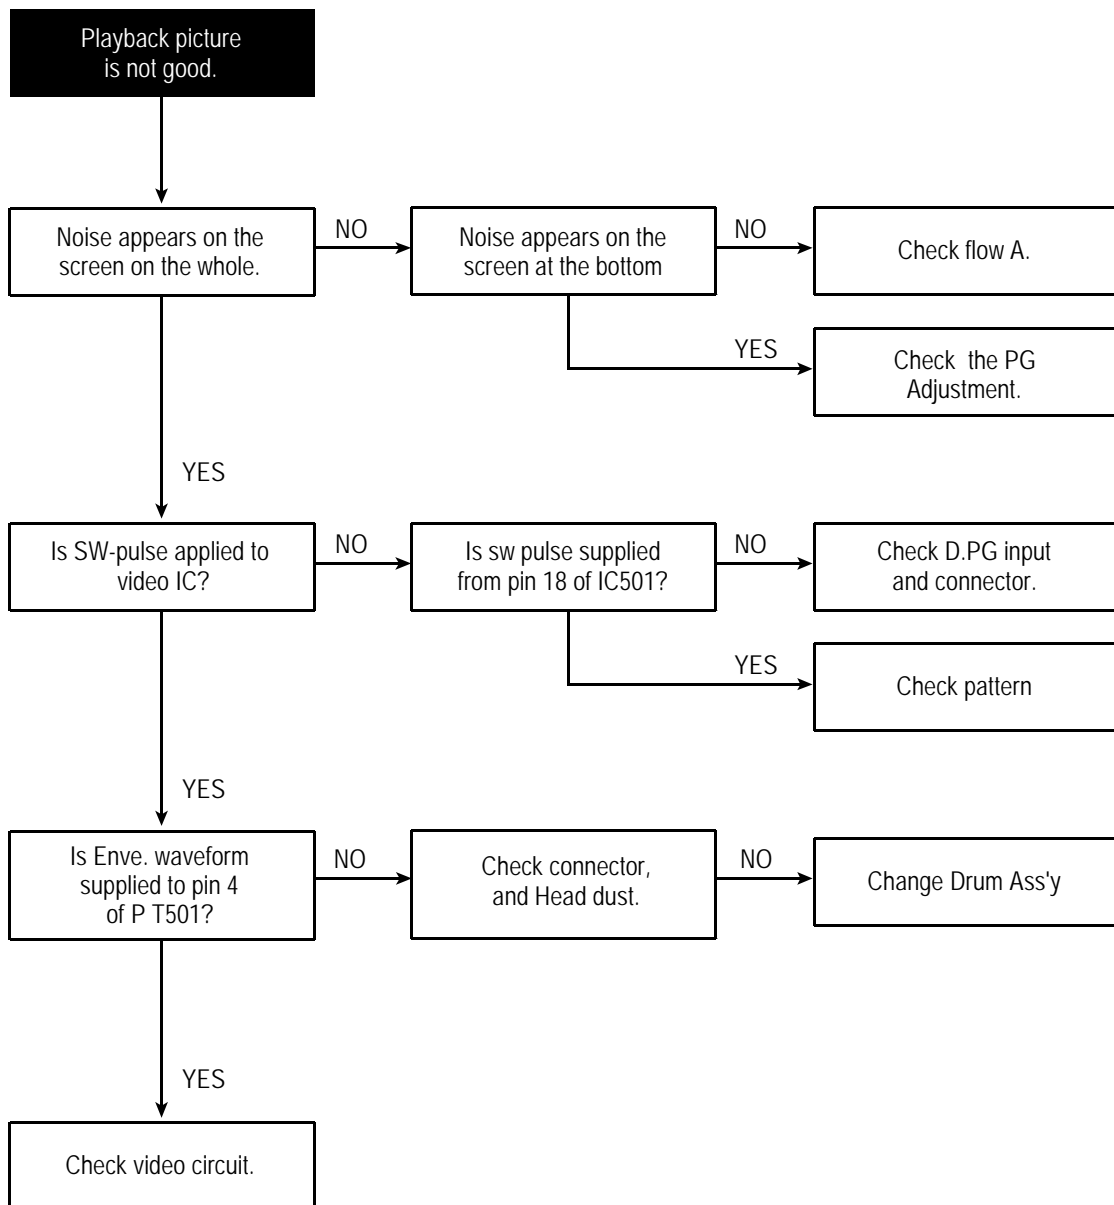 Playback picture
is not good.
Noise appears on the
screen on the whole.
NO
Noise appears on the
screen at the bottom
NO
Check flow A.
YES
Check the PG
Adjustment.
YES
Is SW-pulse applied to
video IC?
NO
Is sw pulse supplied
from pin 18 of IC501?
NO
Check D.PG input
and connector.
YES
Check pattern
YES
Is Enve. waveform
supplied to pin 4
of P T501?
NO
Check connector,
and Head dust.
NO
Change Drum Ass'y
YES
Check video circuit.